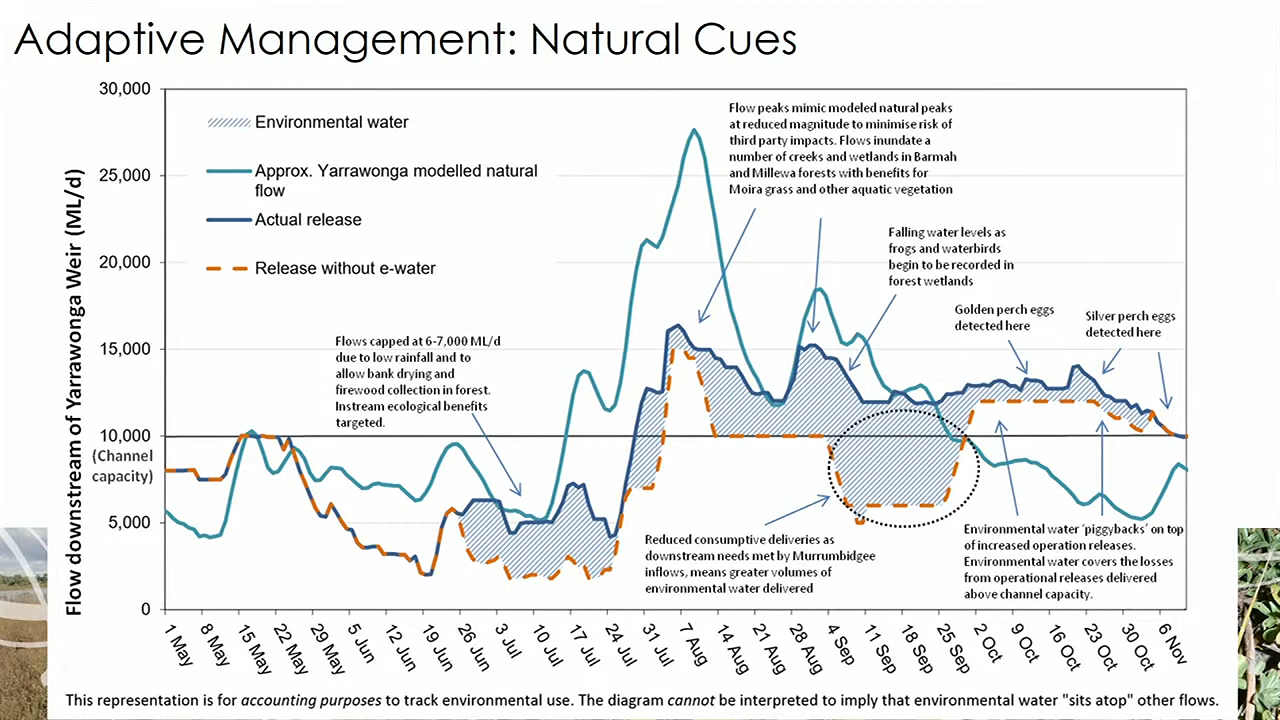 Adaptive Management: Natural Cues
Flow downstream of Yarrawonga Weir (ML/d)
30,000
25,000
20,000
15,000
10,000
(Channel
capacity)
5,000
0
Environmental water
Approx. Yarrawonga modelled natural
flow
Actual release
Release without e-water
Flow peaks mimic modeled natural peaks
at reduced magnitude to minimise risk of
third party impacts. Flows inundate a
number of creeks and wetlands in Barmah
and Millewa forests with benefits for
Moira grass and other aquatic vegetation
Falling water levels as
frogs and waterbirds
begin to be recorded in
forest wetlands
Golden perch eggs
detected here
Silver perch eggs
detected here
Flows capped at 6-7,000 ML/d
due to low rainfall and to
allow bank drying and
firewood collection in forest.
Instream ecological benefits
targeted.
Reduced consumptive deliveries as
downstream needs met by Murrumbidgee
inflows, means greater volumes of
environmental water delivered
Environmental water 'piggybacks' on top
of increased operation releases.
Environmental water covers the losses
from operational releases delivered
above channel capacity.
1 May
8 May
15 May
22 May
29 May
5 Jun
12 Jun
19 Jun
26 Jun
3 Jul
10 Jul
17 Jul
24 Jul
31 Jul
7 Aug
14 Aug
21 Aug
28 Aug
4 Sep
11 Sep
18 Sep
25 Sep
2 Oct
9 Oct
16 Oct
23 Oct
30 Oct
6 Nov
This representation is for accounting purposes to track environmental use. The diagram cannot be interpreted to imply that environmental water "sits atop" other flows.